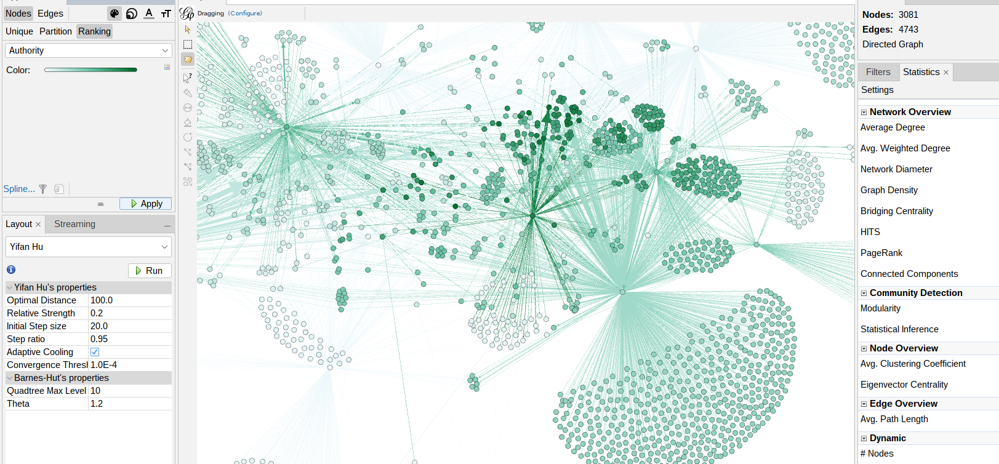 Nodes Edges A TT
Unique Partition Ranking
Authority
Color:
Spline...
Apply
Layout Streaming
Yifan Hu
Run
Yifan Hu's properties
Optimal Distance 100.0
Relative Strength 0.2
Initial Step size 20.0
Step ratio 0.95
Adaptive Cooling
Convergence Thresl 1.0E-4
Barnes-Hut's properties
Quadtree Max Level 10
Theta 1.2
Dragging (Configure)
Nodes: 3081
Edges: 4743
Directed Graph
Filters Statistics
Settings
Network Overview
Average Degree
Avg. Weighted Degree
Network Diameter
Graph Density
Bridging Centrality
HITS
PageRank
Connected Components
Community Detection
Modularity
Statistical Inference
Node Overview
Avg. Clustering Coefficient
Eigenvector Centrality
Edge Overview
Avg. Path Length
Dynamic
# Nodes